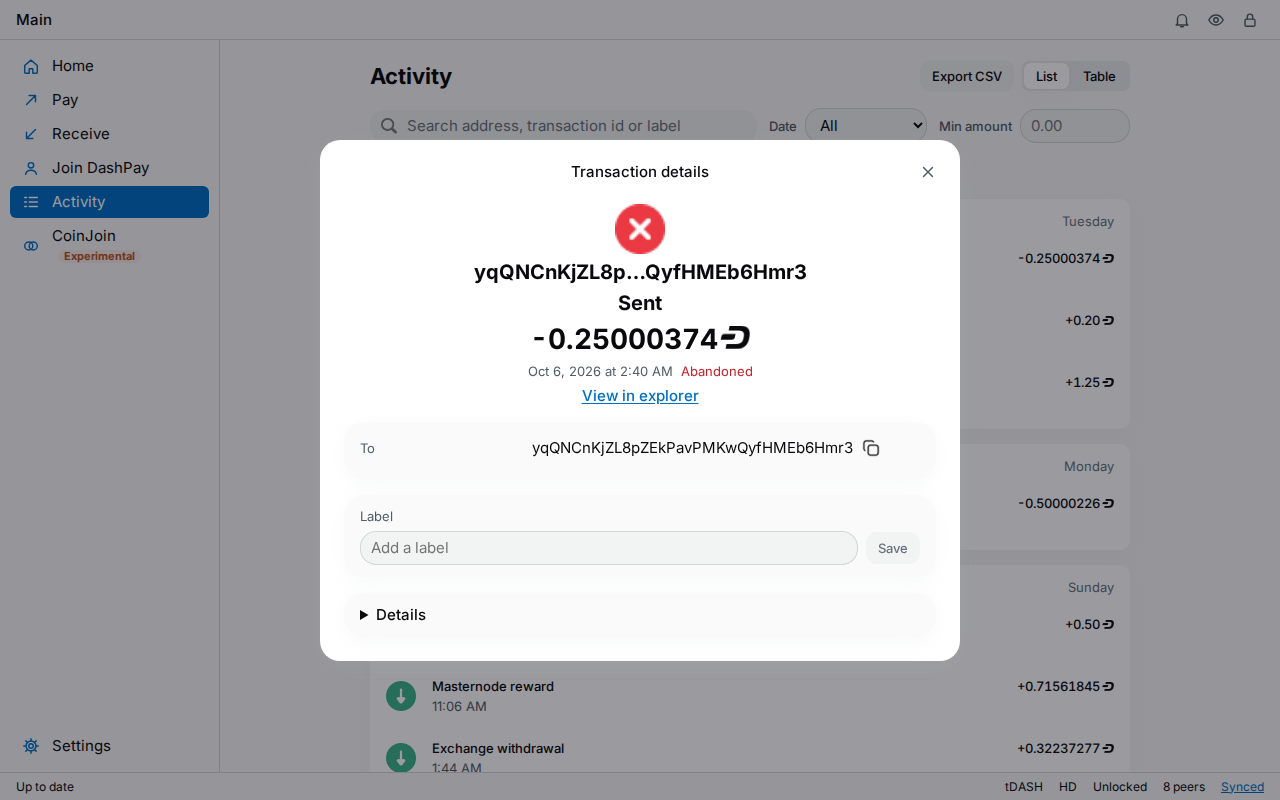 Main
Home
Pay
Receive
Join DashPay
Activity
CoinJoin
Experimental
Settings
Activity
Export CSV
List
Table
Search address, transaction id or label
Date
All
Min amount
0.00
Tuesday
-0.25000374
+0.20
+1.25
Monday
-0.50000226
Sunday
+0.50
Masternode reward
11:06 AM
+0.71561845
Exchange withdrawal
1:44 AM
+0.32237277
Transaction details
yqQNCnKjZL8p...QyfHMEb6Hmr3
Sent
-0.25000374
Oct 6, 2026 at 2:40 AM Abandoned
View in explorer
To
yqQNCnKjZL8pZEkPavPMKwQyfHMEb6Hmr3
Label
Add a label
Save
Details
Up to date
tDASH
HD
Unlocked
8 peers
Synced